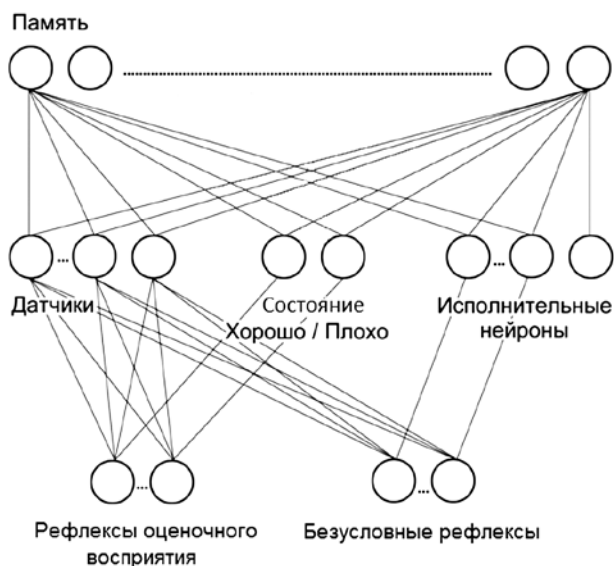 Память
Датчики
Состояние
Хорошо / Плохо
Исполнительные
нейроны
Рефлексы оценочного
восприятия
Безусловные рефлексы